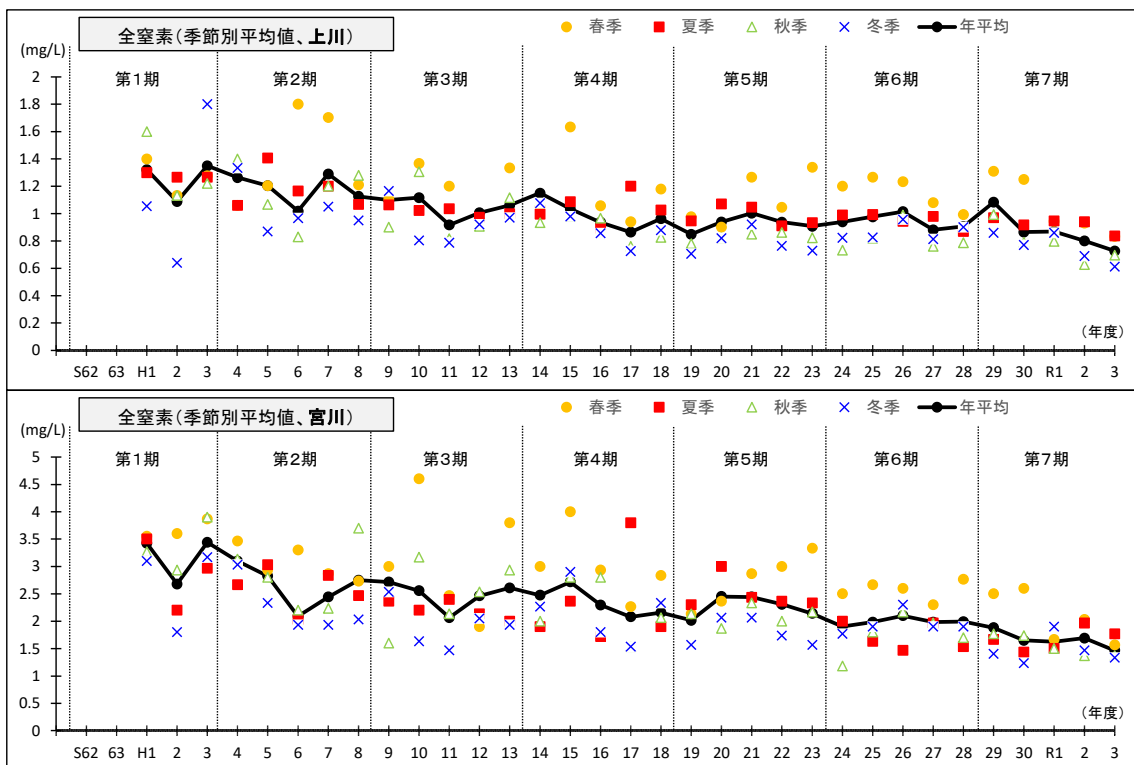 全窒素(季節別平均値、上川)
春季 夏季 秋季 冬季 年平均
(mg/L)
第1期 第2期 第3期 第4期 第5期 第6期 第7期
2
1.8
1.6
1.4
1.2
1
0.8
0.6
0.4
0.2
0
(年度)
S62 63 H1 2 3 4 5 6 7 8 9 10 11 12 13 14 15 16 17 18 19 20 21 22 23 24 25 26 27 28 29 30 R1 2 3
全窒素(季節別平均値、宮川)
春季 夏季 秋季 冬季 年平均
(mg/L)
第1期 第2期 第3期 第4期 第5期 第6期 第7期
5
4.5
4
3.5
3
2.5
2
1.5
1
0.5
0
(年度)
S62 63 H1 2 3 4 5 6 7 8 9 10 11 12 13 14 15 16 17 18 19 20 21 22 23 24 25 26 27 28 29 30 R1 2 3